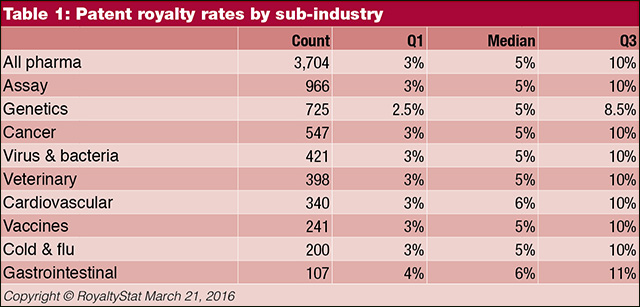 Table 1: Patent royalty rates by sub-industry
Count Q1 Median Q3
All pharma 3,704 3% 5% 10%
Assay 966 3% 5% 10%
Genetics 725 2.5% 5% 8.5%
Cancer 547 3% 5% 10%
Virus & bacteria 421 3% 5% 10%
Veterinary 398 3% 5% 10%
Cardiovascular 340 3% 6% 10%
Vaccines 241 3% 5% 10%
Cold & flu 200 3% 5% 10%
Gastrointestinal 107 4% 6% 11%
Copyright © RoyaltyStat March 21, 2016